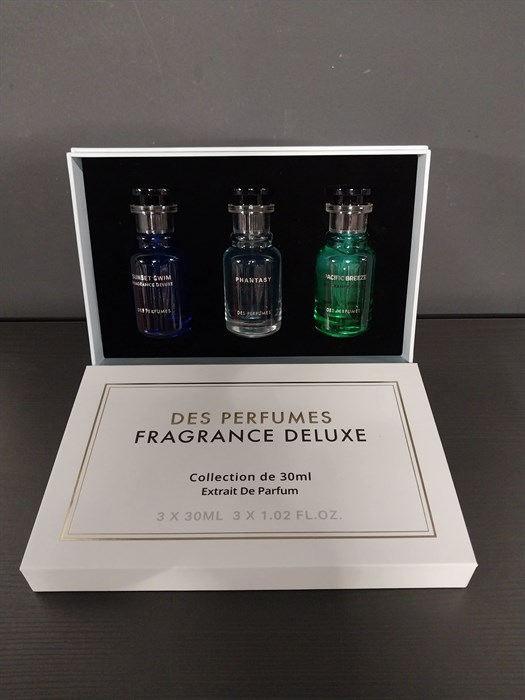 SUNSET SWIM
FRAGRANCE DELUXE
DES PERFUMES
PHANTASY
DES PERFUMES
PACIFIC BREEZE
DES PERFUMES
DES PERFUMES
FRAGRANCE DELUXE
Collection de 30ml
Extrait De Parfum
3 X 30ML 3 X 1.02 FL.OZ.